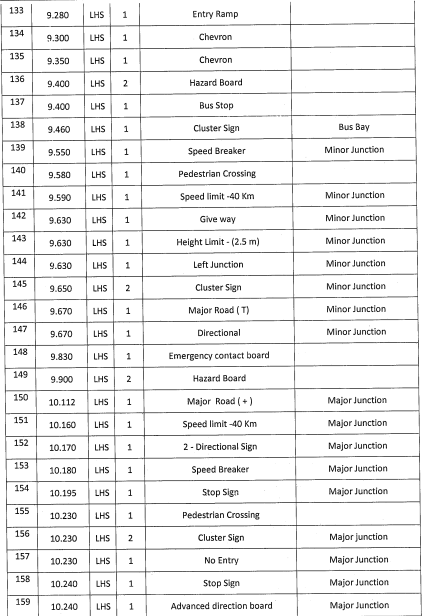 133 9.280 LHS 1 Entry Ramp
134 9.300 LHS 1 Chevron
135 9.350 LHS 1 Chevron
136 9.400 LHS 2 Hazard Board
137 9.400 LHS 1 Bus Stop
138 9.460 LHS 1 Cluster Sign Bus Bay
139 9.550 LHS 1 Speed Breaker Minor Junction
140 9.580 LHS 1 Pedestrian Crossing
141 9.590 LHS 1 Speed limit -40 Km Minor Junction
142 9.630 LHS 1 Give way Minor Junction
143 9.630 LHS 1 Height Limit - (2.5 m) Minor Junction
144 9.630 LHS 1 Left Junction Minor Junction
145 9.650 LHS 2 Cluster Sign Minor Junction
146 9.670 LHS 1 Major Road ( T) Minor Junction
147 9.670 LHS 1 Directional Minor Junction
148 9.830 LHS 1 Emergency contact board
149 9.900 LHS 2 Hazard Board
150 10.112 LHS 1 Major Road ( + ) Major Junction
151 10.160 LHS 1 Speed limit -40 Km Major Junction
152 10.170 LHS 1 2 - Directional Sign Major Junction
153 10.180 LHS 1 Speed Breaker Major Junction
154 10.195 LHS 1 Stop Sign Major Junction
155 10.230 LHS 1 Pedestrian Crossing
156 10.230 LHS 2 Cluster Sign Major junction
157 10.230 LHS 1 No Entry Major Junction
158 10.240 LHS 1 Stop Sign Major Junction
159 10.240 LHS 1 Advanced direction board Major Junction